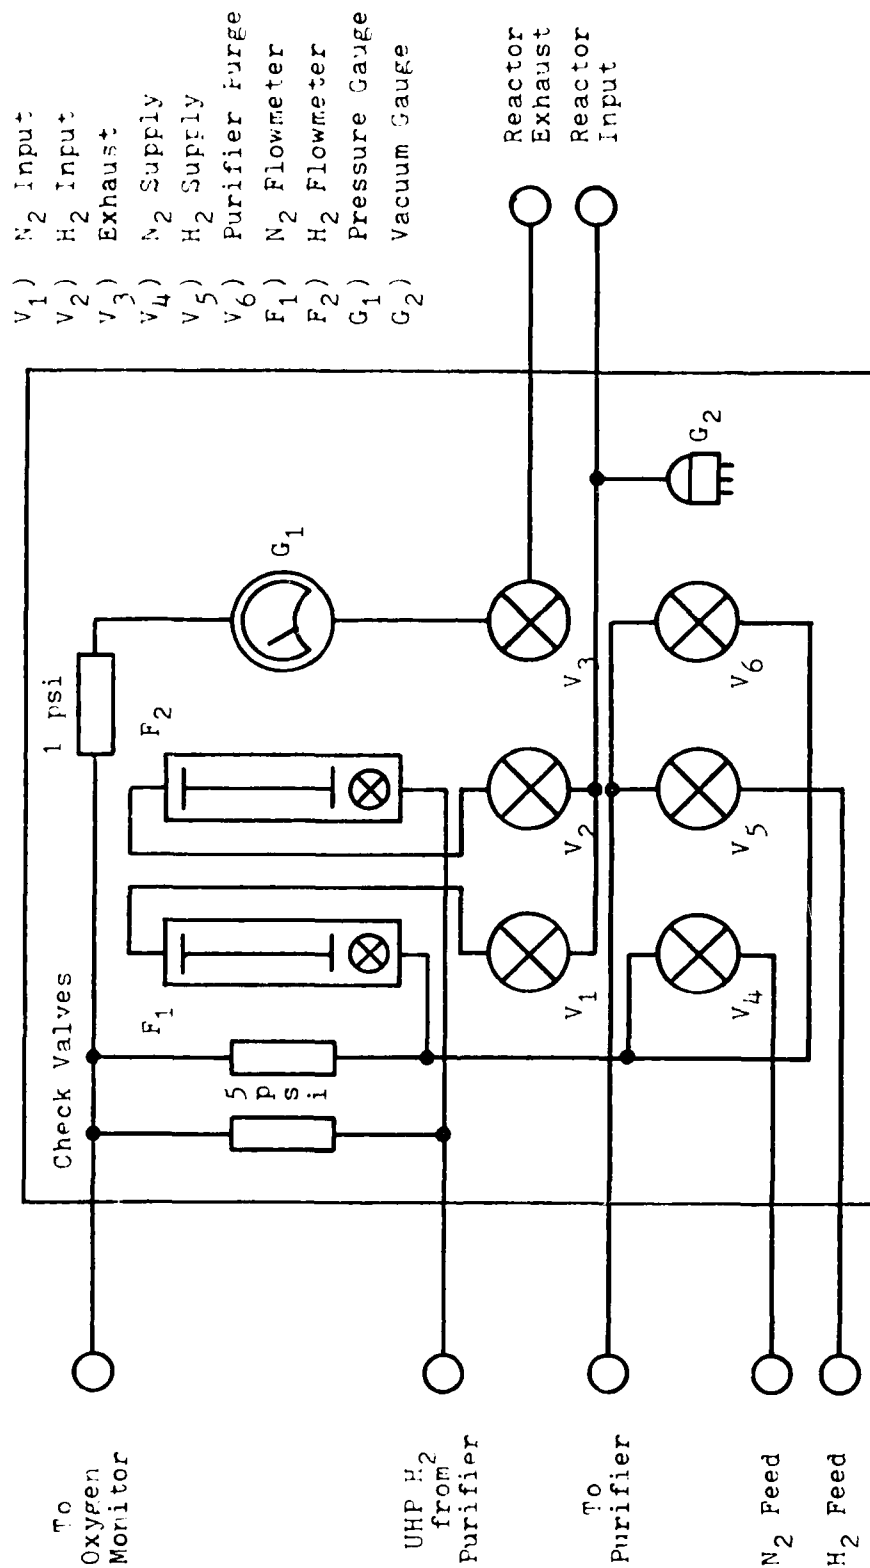 V1) N2 Input
V2) H2 Input
V3) Exhaust
V4) N2 Supply
V5) H2 Supply
V6) Purifier Purge
F1) N2 Flowmeter
F2) H2 Flowmeter
G1) Pressure Gauge
G2) Vacuum Gauge
Reactor
Exhaust
Reactor
Input
1 psi
G1
G2
F2
F1
Check Valves
5
p
s
i
V3
V2
V1
V6
V5
V4
To
Oxygen
Monitor
UHP H2
from
Purifier
To
Purifier
N2 Feed
H2 Feed